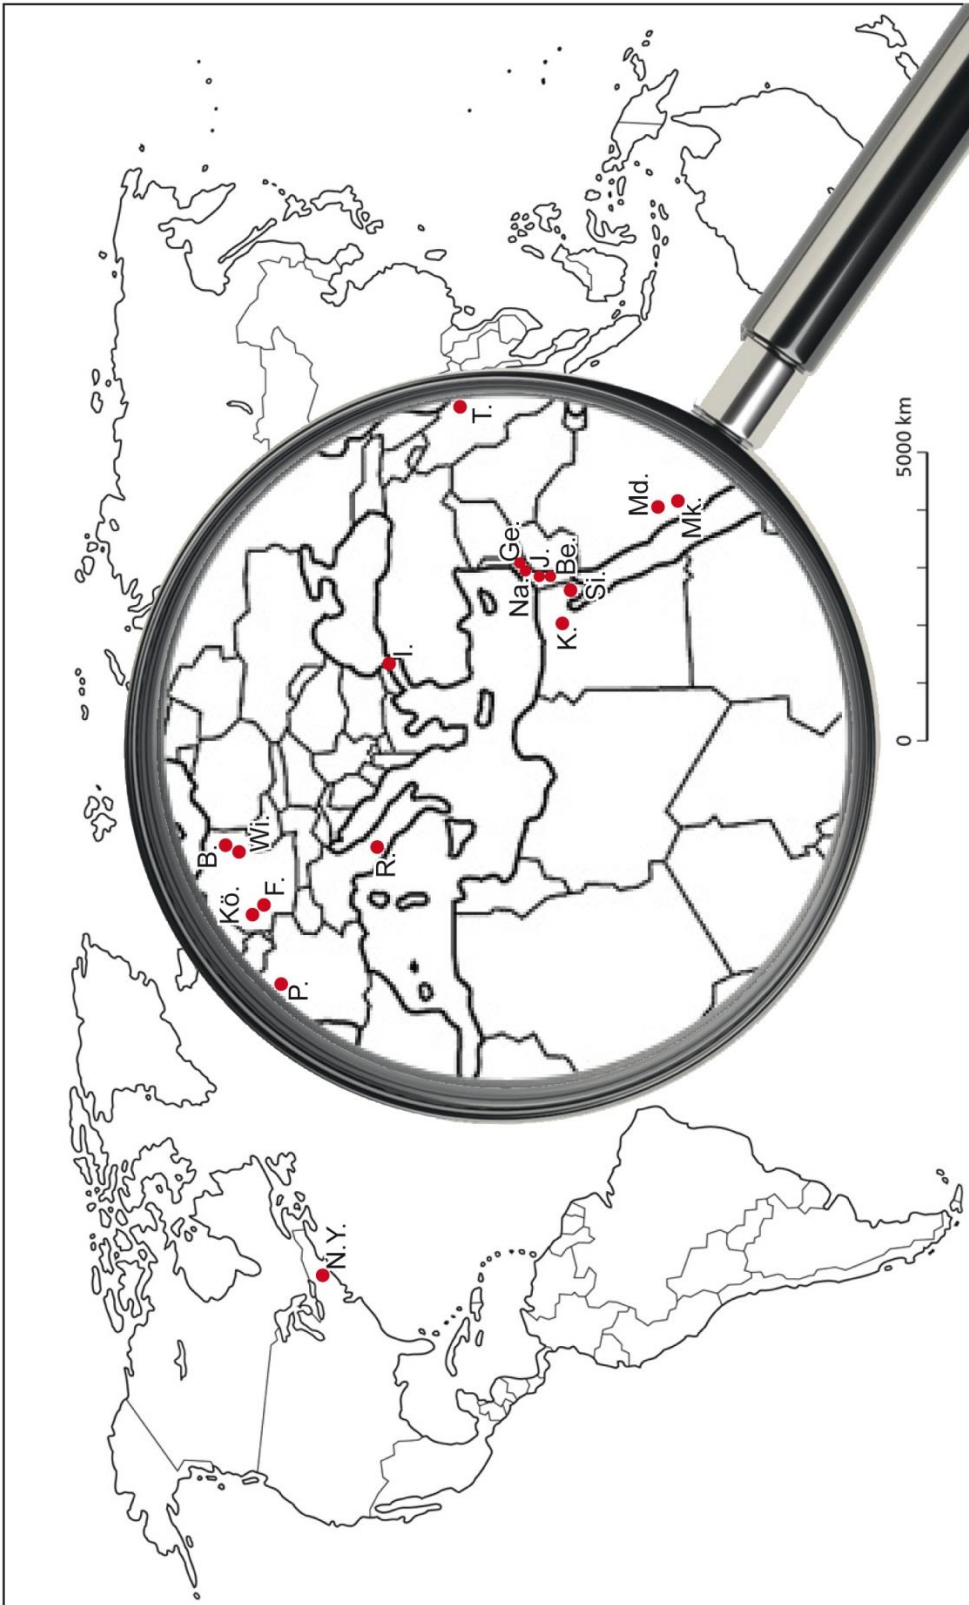 N.Y.
P.
Kö.
F.
B.
Wi.
R.
I.
K.
Na.
Ge.
J.
Be.
Si.
T.
Md.
Mk.
0
5000 km